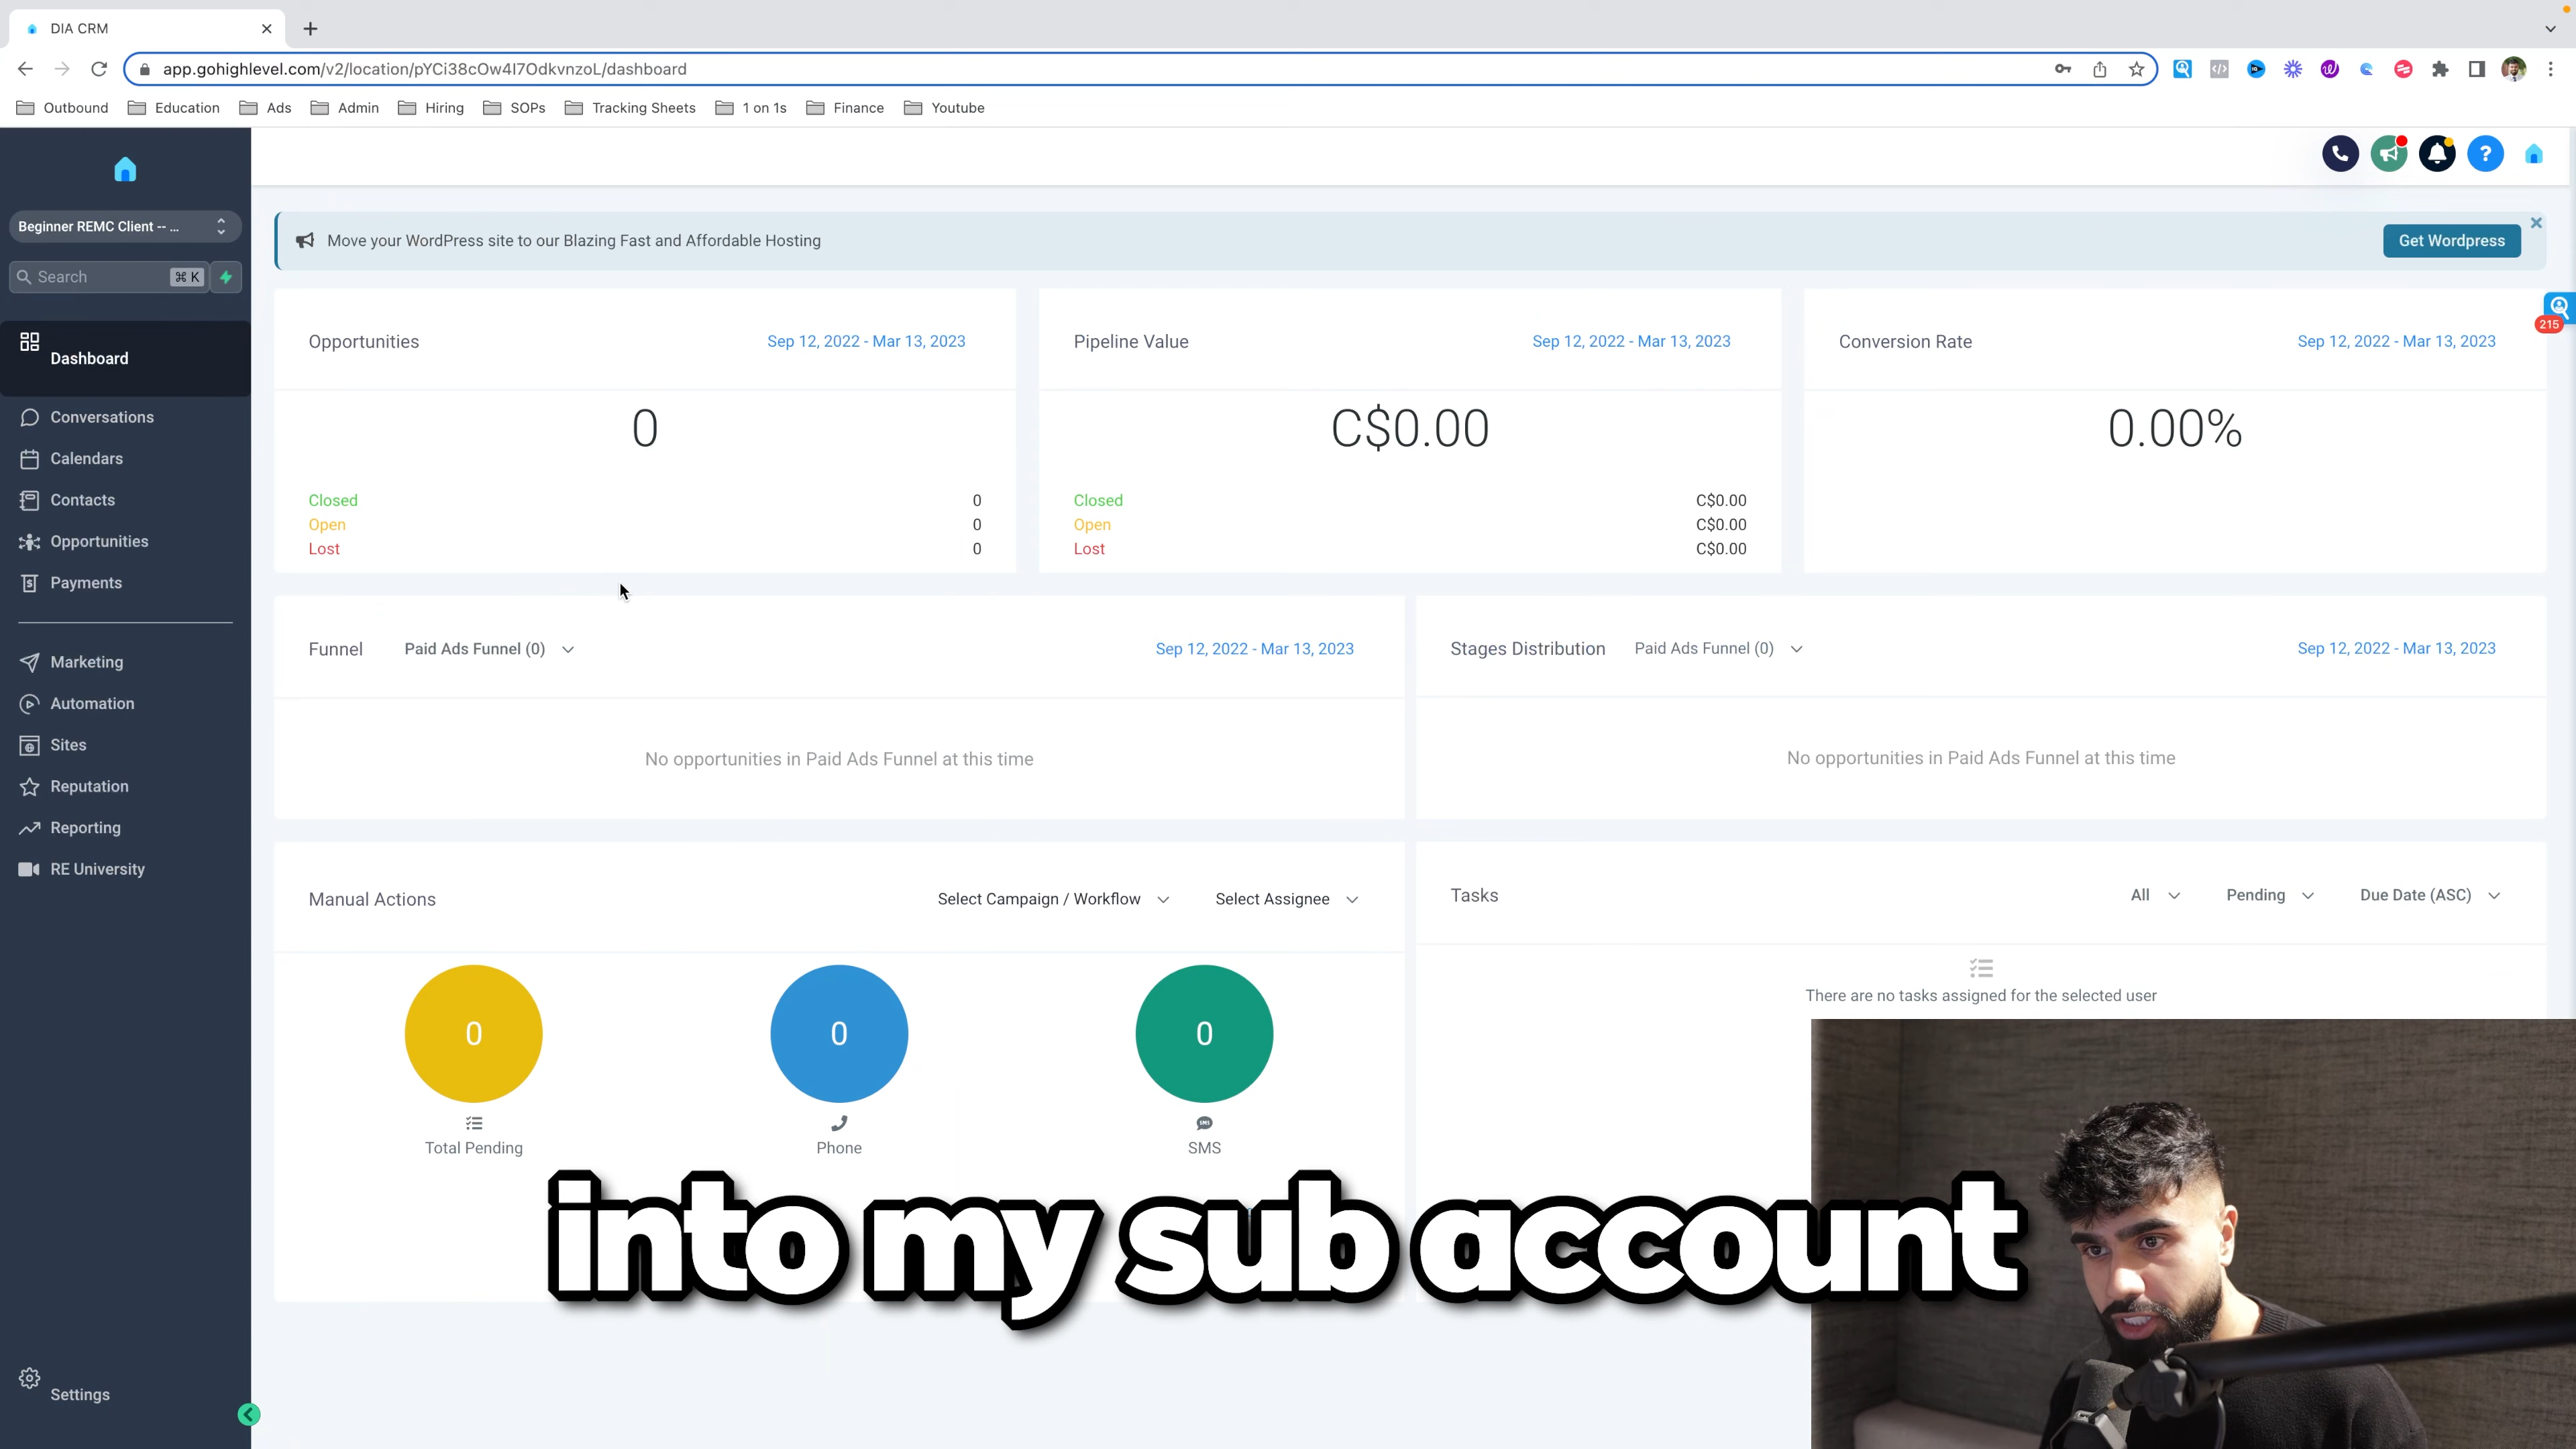 DIA CRM
app.gohighlevel.com/v2/location/pYCi38cOw4I7OdkvnzoL/dashboard
Outbound Education Ads Admin Hiring SOPs Tracking Sheets 1 on 1s Finance Youtube
Beginner REMC Client -- ...
Search ⌘ K
Dashboard
Conversations
Calendars
Contacts
Opportunities
Payments
Marketing
Automation
Sites
Reputation
Reporting
RE University
Settings
Move your WordPress site to our Blazing Fast and Affordable Hosting
Get Wordpress
215
Opportunities Sep 12, 2022 - Mar 13, 2023
0
Closed 0
Open 0
Lost 0
Pipeline Value Sep 12, 2022 - Mar 13, 2023
C$0.00
Closed C$0.00
Open C$0.00
Lost C$0.00
Conversion Rate Sep 12, 2022 - Mar 13, 2023
0.00%
Funnel Paid Ads Funnel (0) Sep 12, 2022 - Mar 13, 2023
No opportunities in Paid Ads Funnel at this time
Stages Distribution Paid Ads Funnel (0) Sep 12, 2022 - Mar 13, 2023
No opportunities in Paid Ads Funnel at this time
Manual Actions Select Campaign / Workflow Select Assignee
0 0 0
Total Pending Phone SMS
Tasks All Pending Due Date (ASC)
There are no tasks assigned for the selected user
into my sub account